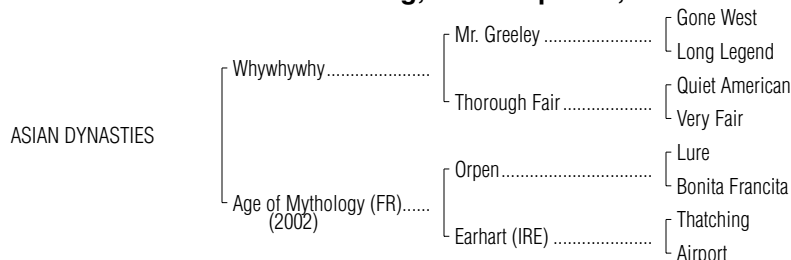 Gone West
Mr. Greeley ......................
Long Legend
Whywhywhy......................
Quiet American
Thorough Fair..................
Very Fair
ASIAN DYNASTIES
Lure
Orpen..............................
Bonita Francita
Age of Mythology (FR)......
(2002)
Thatching
Earhart (IRE) ....................
Airport